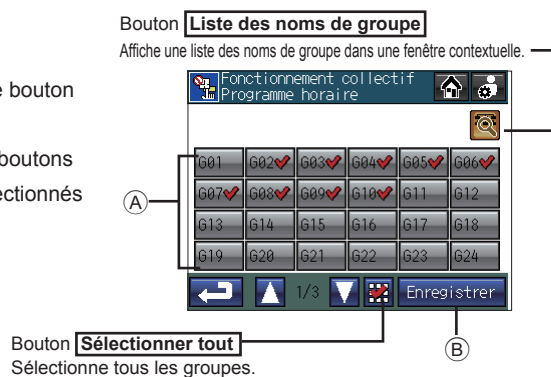 Bouton Liste des noms de groupe
Affiche une liste des noms de groupe dans une fenêtre contextuelle.
e bouton
boutons
ectionnés
Fonctionnement collectif
Programme horaire
A
G01 G02 G03 G04 G05 G06
G07 G08 G09 G10 G11 G12
G13 G14 G15 G16 G17 G18
G19 G20 G21 G22 G23 G24
1/3 Enregistrer
B
Bouton Sélectionner tout
Sélectionne tous les groupes.